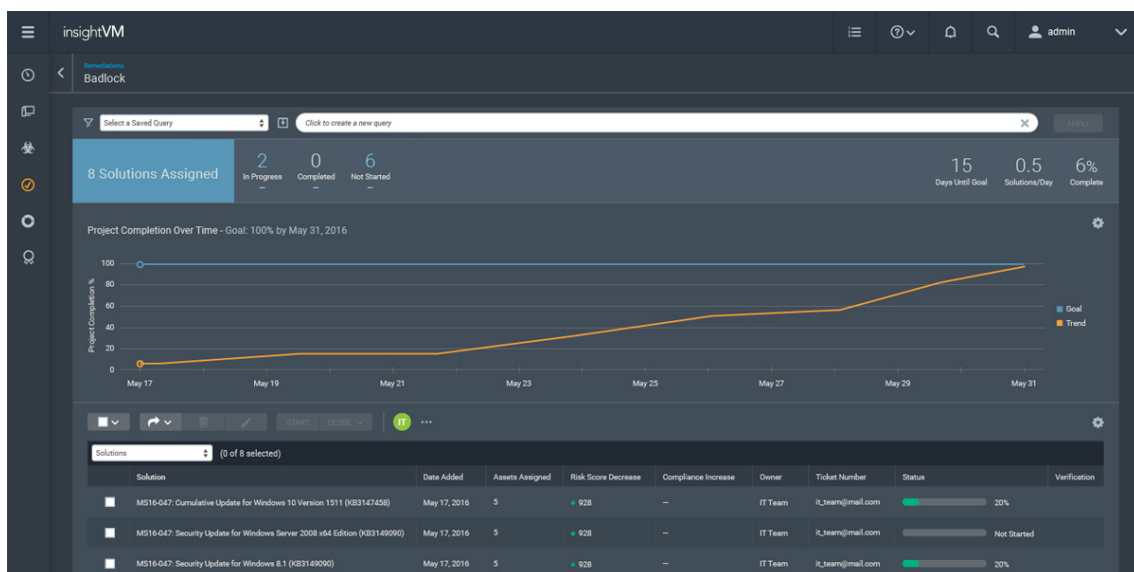 insightVM
admin
Remediations
Badlock
Select a Saved Query
Click to create a new query
APPLY
8 Solutions Assigned
2
In Progress
–
0
Completed
–
6
Not Started
–
15
Days Until Goal
0.5
Solutions/Day
6%
Complete
Project Completion Over Time - Goal: 100% by May 31, 2016
Project Completion %
100
80
60
40
20
0
May 17 May 19 May 21 May 23 May 25 May 27 May 29 May 31
Goal
Trend
START CLOSE IT ...
Solutions (0 of 8 selected)
Solution Date Added Assets Assigned Risk Score Decrease Compliance Increase Owner Ticket Number Status Verification
MS16-047: Cumulative Update for Windows 10 Version 1511 (KB3147458) May 17, 2016 5 928 – IT Team it_team@mail.com 20%
MS16-047: Security Update for Windows Server 2008 x64 Edition (KB3149090) May 17, 2016 5 928 – IT Team it_team@mail.com Not Started
MS16-047: Security Update for Windows 8.1 (KB3149090) May 17, 2016 5 928 – IT Team it_team@mail.com 20%